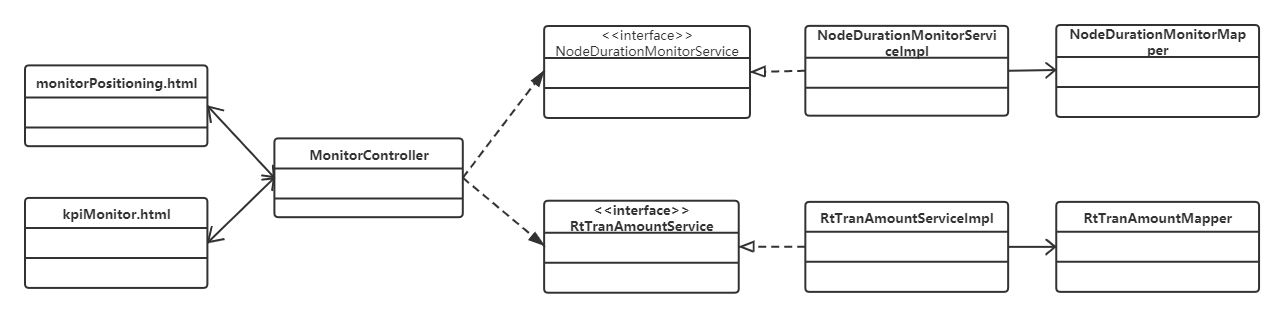 monitorPositioning.html
kpiMonitor.html
MonitorController
<<interface>>
NodeDurationMonitorService
NodeDurationMonitorServi
ceImpl
NodeDurationMonitorMap
per
<<interface>>
RtTranAmountService
RtTranAmountServiceImpl
RtTranAmountMapper